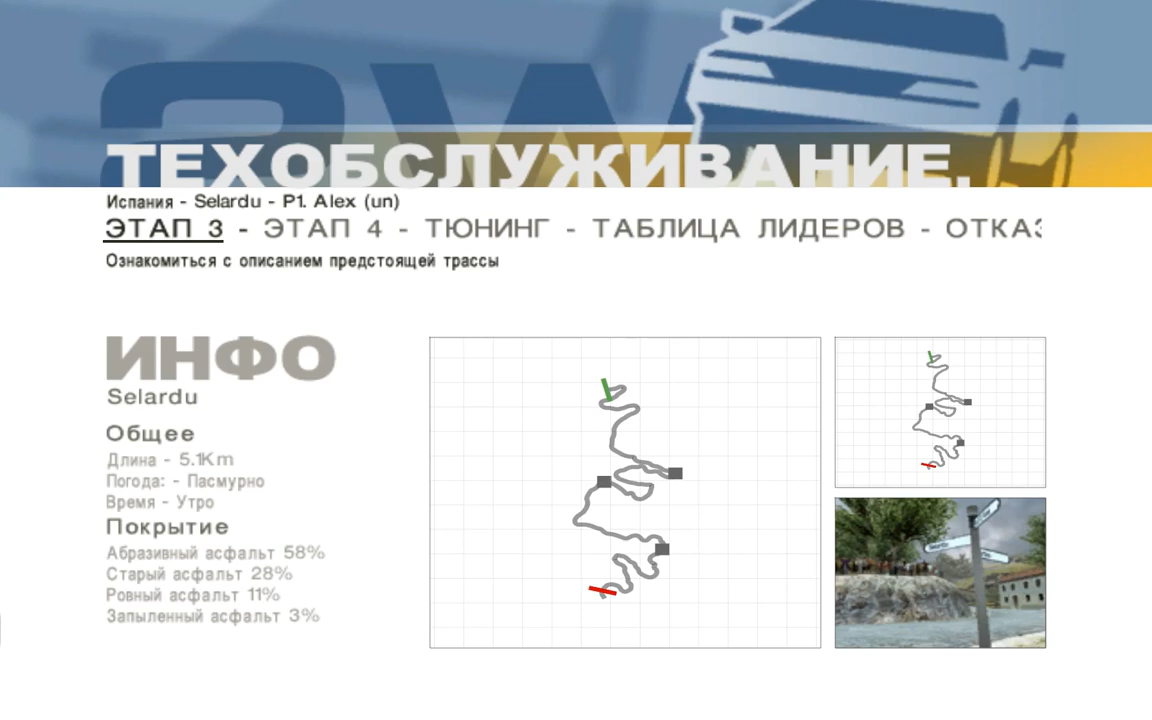 ТЕХОБСЛУЖИВАНИЕ.
Испания - Selardu - P1. Alex (un)
ЭТАП 3 - ЭТАП 4 - ТЮНИНГ - ТАБЛИЦА ЛИДЕРОВ - ОТКАЗ
Ознакомиться с описанием предстоящей трассы
ИНФО
Selardu
Общее
Длина - 5.1Km
Погода: - Пасмурно
Время - Утро
Покрытие
Абразивный асфальт 58%
Старый асфальт 28%
Ровный асфальт 11%
Запыленный асфальт 3%